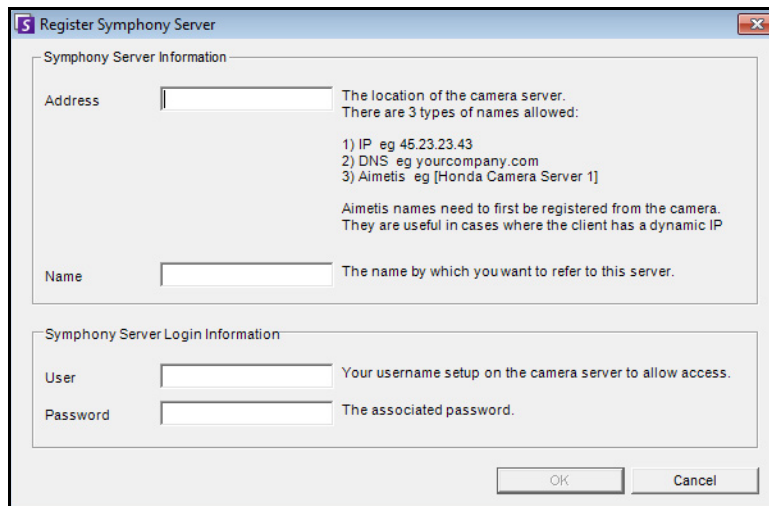 Register Symphony Server
Symphony Server Information
Address
The location of the camera server.
There are 3 types of names allowed:
1) IP eg 45.23.23.43
2) DNS eg yourcompany.com
3) Aimetis eg [Honda Camera Server 1]
Aimetis names need to first be registered from the camera.
They are useful in cases where the client has a dynamic IP
Name
The name by which you want to refer to this server.
Symphony Server Login Information
User
Your username setup on the camera server to allow access.
Password
The associated password.
OK
Cancel